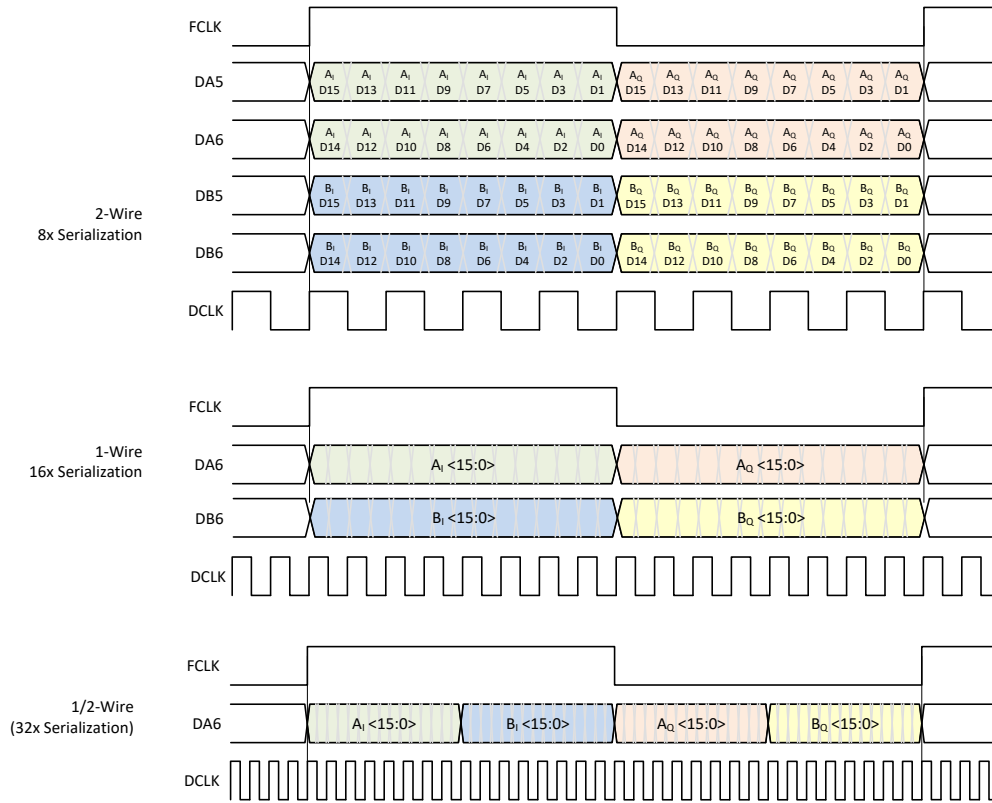 FCLK
DA5
A_I A_I A_I A_I A_I A_I A_I A_I A_Q A_Q A_Q A_Q A_Q A_Q A_Q A_Q
D15 D13 D11 D9 D7 D5 D3 D1 D15 D13 D11 D9 D7 D5 D3 D1
DA6
A_I A_I A_I A_I A_I A_I A_I A_I A_Q A_Q A_Q A_Q A_Q A_Q A_Q A_Q
D14 D12 D10 D8 D6 D4 D2 D0 D14 D12 D10 D8 D6 D4 D2 D0
2-Wire
8x Serialization
DB5
B_I B_I B_I B_I B_I B_I B_I B_I B_Q B_Q B_Q B_Q B_Q B_Q B_Q B_Q
D15 D13 D11 D9 D7 D5 D3 D1 D15 D13 D11 D9 D7 D5 D3 D1
DB6
B_I B_I B_I B_I B_I B_I B_I B_I B_Q B_Q B_Q B_Q B_Q B_Q B_Q B_Q
D14 D12 D10 D8 D6 D4 D2 D0 D14 D12 D10 D8 D6 D4 D2 D0
DCLK
FCLK
1-Wire
16x Serialization
DA6 A_I <15:0> A_Q <15:0>
DB6 B_I <15:0> B_Q <15:0>
DCLK
FCLK
1/2-Wire
(32x Serialization)
DA6 A_I <15:0> B_I <15:0> A_Q <15:0> B_Q <15:0>
DCLK